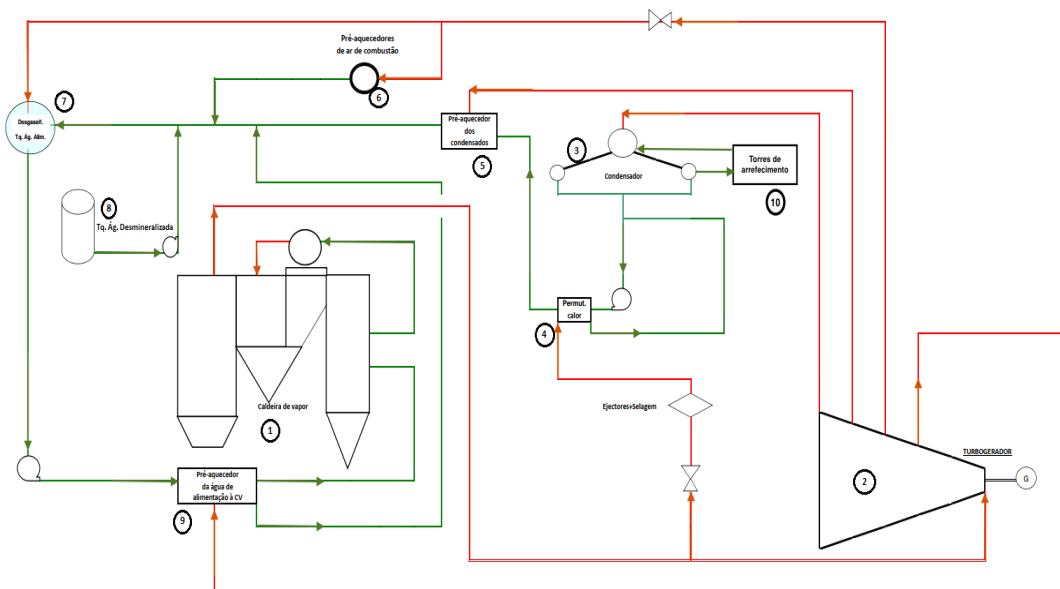 Pré-aquecedores
de ar de combustão
6
7
Desgaseif.
Tq. Ág. Alim.
Pré-aquecedor
dos
condensados
5
3
Condensador
Torres de
arrefecimento
10
8
Tq. Ág. Desmineralizada
Permut.
calor
4
Caldeira de vapor
1
Ejectores+Selagem
TURBOGERADOR
G
2
Pré-aquecedor
da água de
alimentação à CV
9